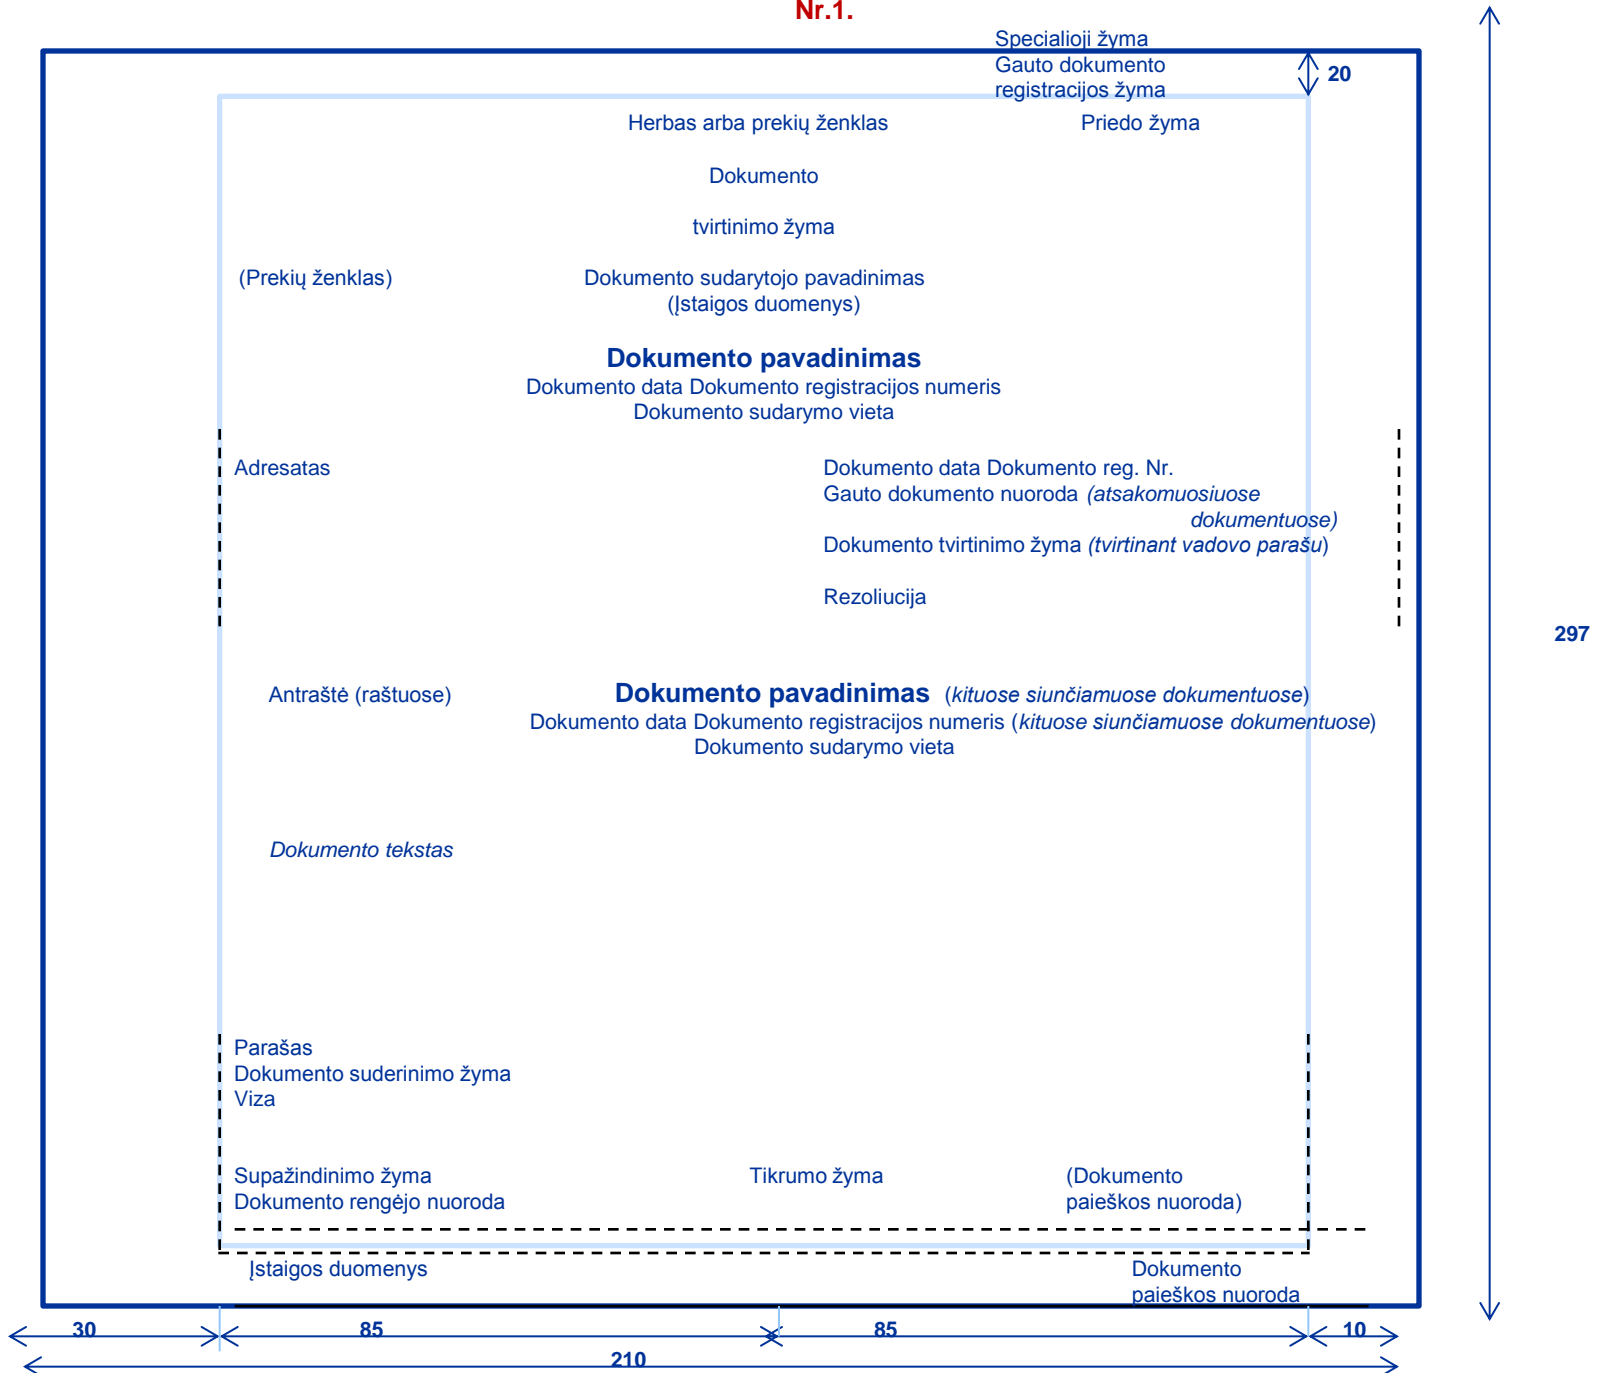 Nr.1.
Specialioji žyma
Gauto dokumento
registracijos žyma
20
Herbas arba prekių ženklas
Priedo žyma
Dokumento
tvirtinimo žyma
(Prekių ženklas)
Dokumento sudarytojo pavadinimas
(Įstaigos duomenys)
Dokumento pavadinimas
Dokumento data Dokumento registracijos numeris
Dokumento sudarymo vieta
Adresatas
Dokumento data Dokumento reg. Nr.
Gauto dokumento nuoroda (atsakomuosiuose
dokumentuose)
Dokumento tvirtinimo žyma (tvirtinant vadovo parašu)
Rezoliucija
297
Antraštė (raštuose)
Dokumento pavadinimas (kituose siunčiamuose dokumentuose)
Dokumento data Dokumento registracijos numeris (kituose siunčiamuose dokumentuose)
Dokumento sudarymo vieta
Dokumento tekstas
Parašas
Dokumento suderinimo žyma
Viza
Supažindinimo žyma
Dokumento rengėjo nuoroda
Tikrumo žyma
(Dokumento
paieškos nuoroda)
Įstaigos duomenys
Dokumento
paieškos nuoroda
30
85
85
10
210